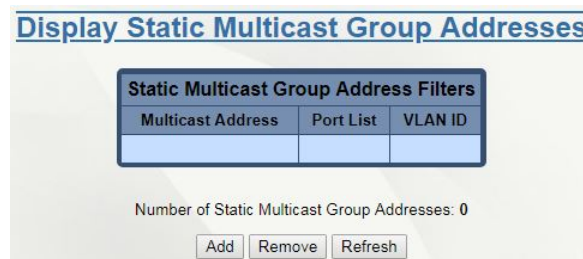 Display Static Multicast Group Addresses
Static Multicast Group Address Filters
Multicast Address Port List VLAN ID
Number of Static Multicast Group Addresses: 0
Add Remove Refresh